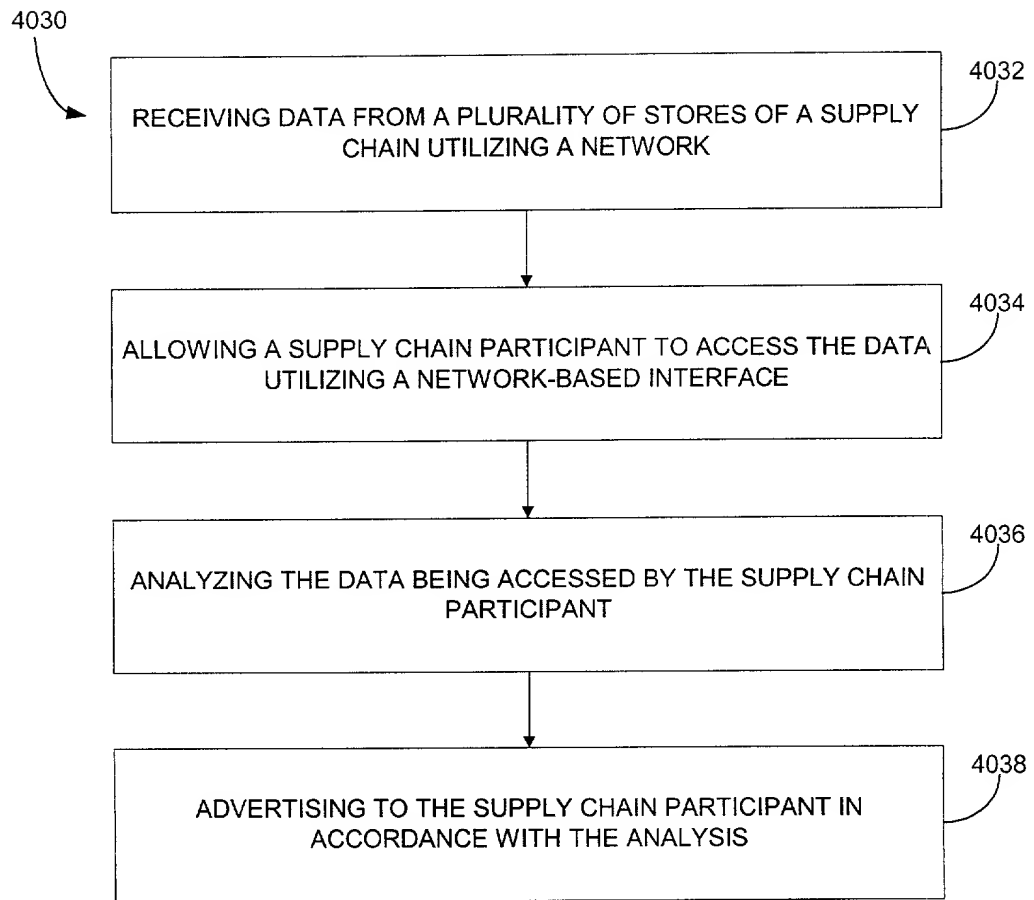 4030
4032
RECEIVING DATA FROM A PLURALITY OF STORES OF A SUPPLY
CHAIN UTILIZING A NETWORK
4034
ALLOWING A SUPPLY CHAIN PARTICIPANT TO ACCESS THE DATA
UTILIZING A NETWORK-BASED INTERFACE
4036
ANALYZING THE DATA BEING ACCESSED BY THE SUPPLY CHAIN
PARTICIPANT
4038
ADVERTISING TO THE SUPPLY CHAIN PARTICIPANT IN
ACCORDANCE WITH THE ANALYSIS